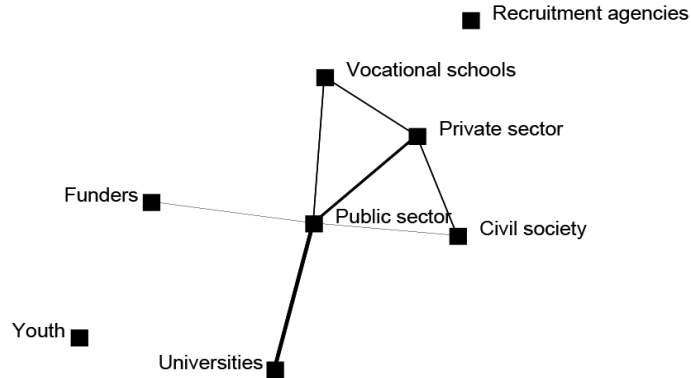 Recruitment agencies
Vocational schools
Private sector
Funders
Public sector
Civil society
Youth
Universities